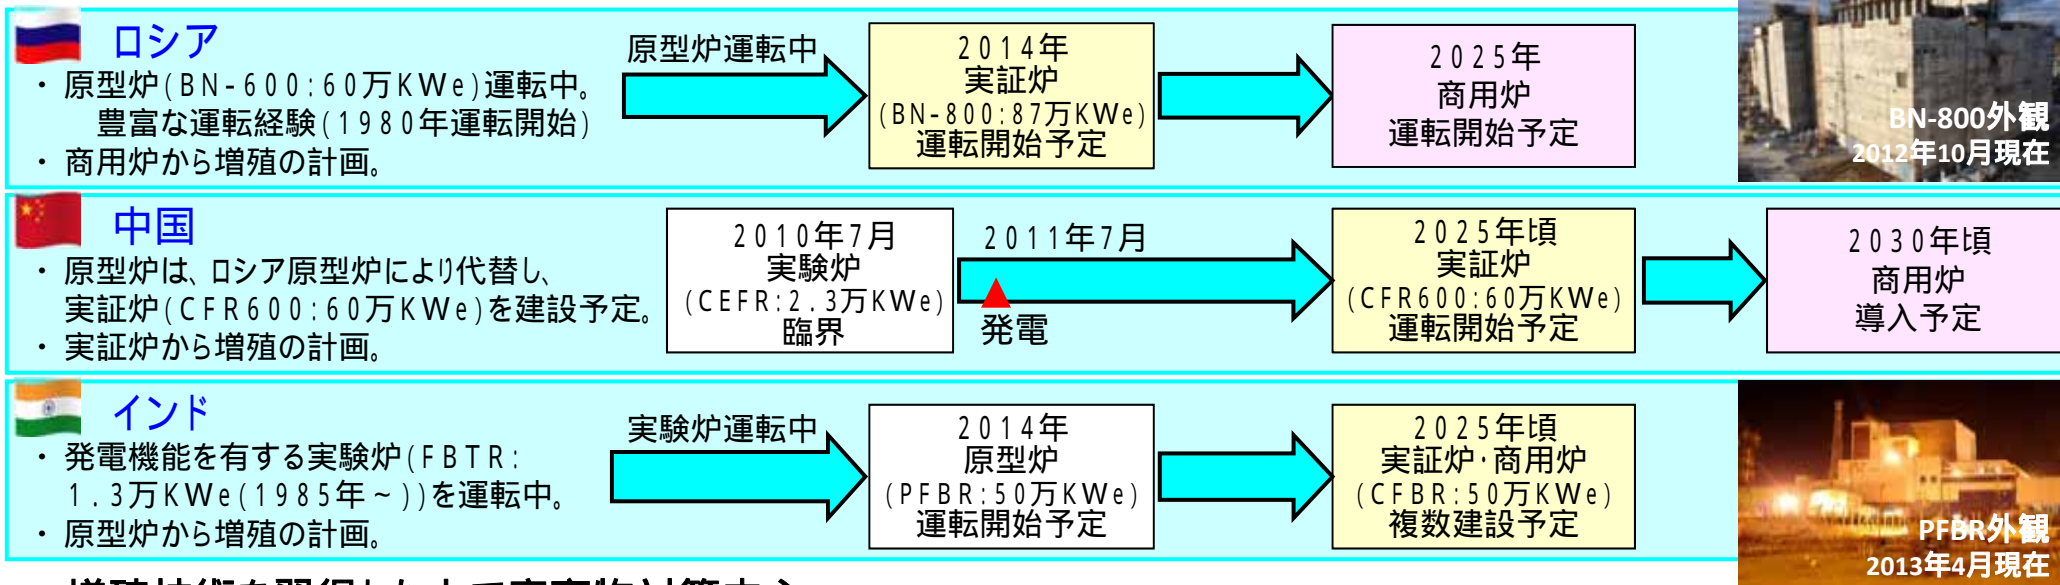 ロシア
・ 原型炉(BN-600:60万KWe)運転中。
豊富な運転経験(1980年運転開始)
・ 商用炉から増殖の計画。
原型炉運転中
2014年
実証炉
(BN-800:87万KWe)
運転開始予定
2025年
商用炉
運転開始予定
BN-800外観
2012年10月現在
中国
・ 原型炉は、ロシア原型炉により代替し、
実証炉(CFR600:60万KWe)を建設予定。
・ 実証炉から増殖の計画。
2010年7月
実験炉
(CEFR:2.3万KWe)
臨界
2011年7月
発電
2025年頃
実証炉
(CFR600:60万KWe)
運転開始予定
2030年頃
商用炉
導入予定
インド
・ 発電機能を有する実験炉(FBTR:
1.3万KWe(1985年~))を運転中。
・ 原型炉から増殖の計画。
実験炉運転中
2014年
原型炉
(PFBR:50万KWe)
運転開始予定
2025年頃
実証炉・商用炉
(CFBR:50万KWe)
複数建設予定
PFBR外観
2013年4月現在